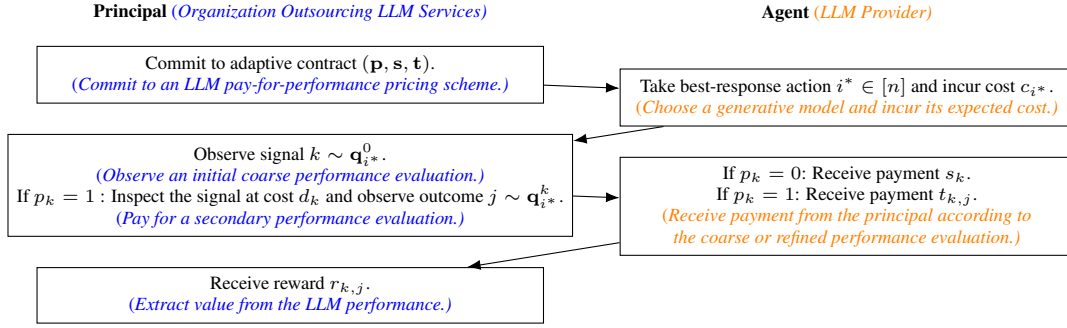 Principal (Organization Outsourcing LLM Services)
Agent (LLM Provider)
Commit to adaptive contract (p, s, t).
(Commit to an LLM pay-for-performance pricing scheme.)
Take best-response action i* ∈ [n] and incur cost c_{i*}.
(Choose a generative model and incur its expected cost.)
Observe signal k ∼ q^0_{i*}.
(Observe an initial coarse performance evaluation.)
If p_k = 1 : Inspect the signal at cost d_k and observe outcome j ∼ q^k_{i*}.
(Pay for a secondary performance evaluation.)
If p_k = 0: Receive payment s_k.
If p_k = 1: Receive payment t_{k,j}.
(Receive payment from the principal according to
the coarse or refined performance evaluation.)
Receive reward r_{k,j}.
(Extract value from the LLM performance.)